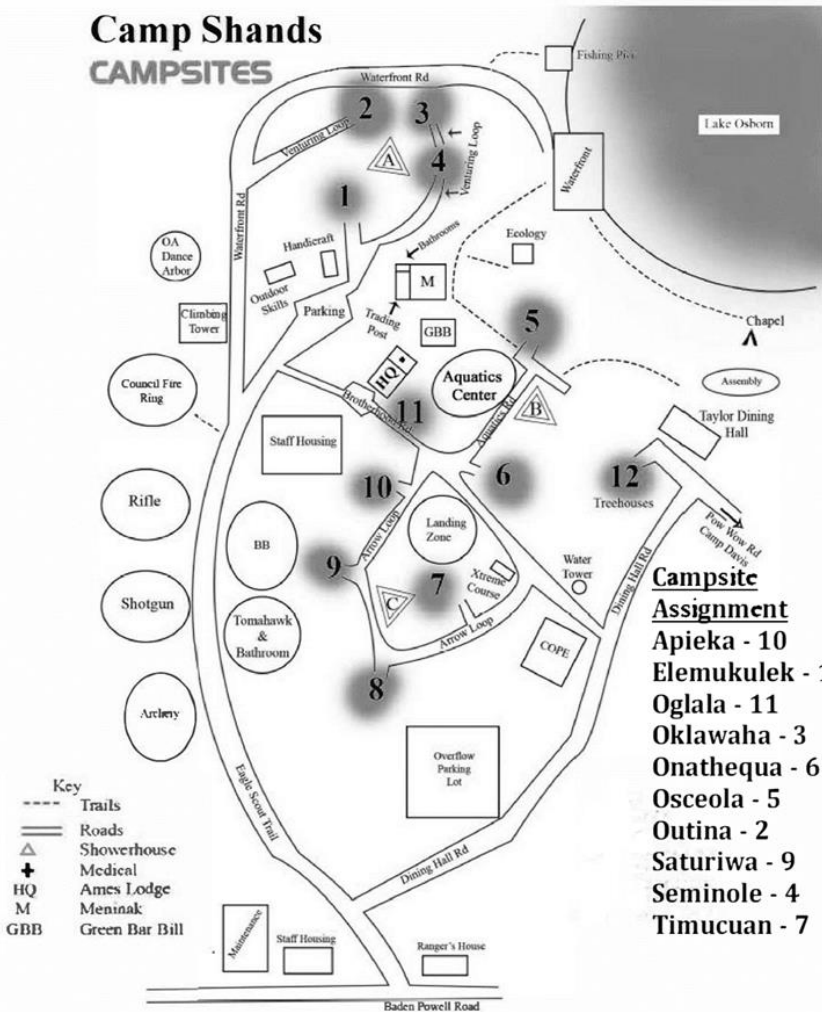 Camp Shands
CAMPSITES
Waterfront Rd
Fishing Pier
Lake Osborn
2
3
Venturing Loop
A
4
Venturing Loop
Waterfront
1
Waterfront Rd
OA
Dance
Arbor
Handicraft
Bathrooms
Ecology
Outdoor
Skills
M
Climbing
Tower
Parking
Trading
Post
GBB
5
Chapel
HQ
Aquatics
Center
Council Fire
Ring
Assembly
Brotherhood Rd
11
Aquatics Rd
B
Taylor Dining
Hall
Staff Housing
10
6
12
Treehouses
Rifle
Arrow Loop
Landing
Zone
Pow Wow Rd
Camp Davis
BB
9
7
Xtreme
Course
Water
Tower
Dining Hall Rd
Shotgun
C
Tomahawk
&
Bathroom
Arrow Loop
COPE
8
Archery
Overflow
Parking
Lot
Eagle Scout Trail
Dining Hall Rd
Campsite
Assignment
Apieka - 10
Elemukulek -
Oglala - 11
Oklawaha - 3
Onathequa - 6
Osceola - 5
Outina - 2
Saturiwa - 9
Seminole - 4
Timucuan - 7
Key
Trails
Roads
Showerhouse
Medical
HQ Ames Lodge
M Meninak
GBB Green Bar Bill
Maintenance
Staff Housing
Ranger's House
Baden Powell Road